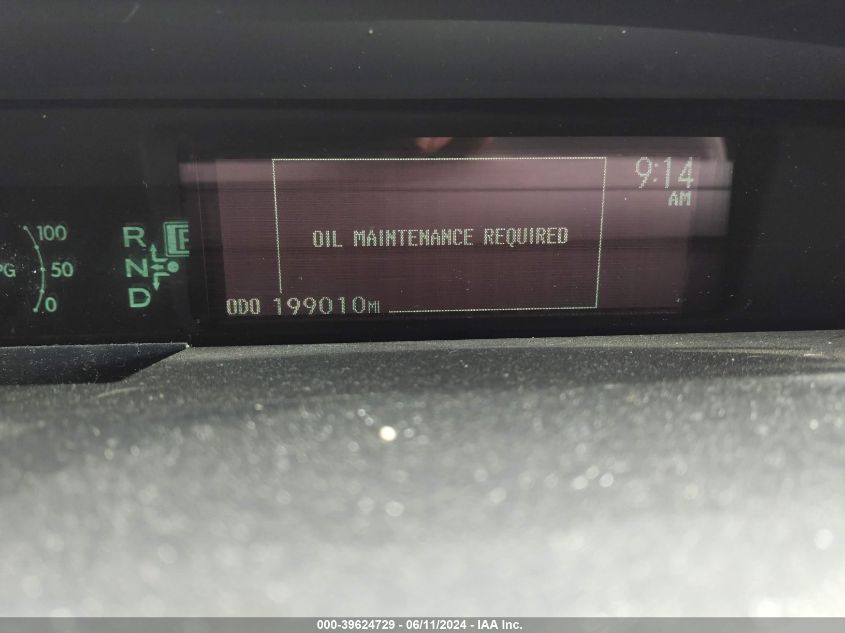 9:14
AM
100
R
OIL MAINTENANCE REQUIRED
50
N
0
D
ODO 199010MI
000-39624729 - 06/11/2024 - IAA Inc.